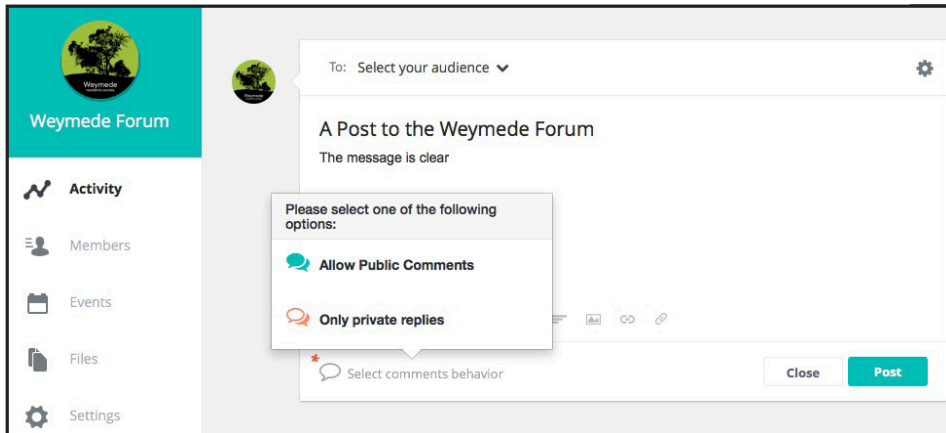 Weymede
Weymede Forum
Activity
Members
Events
Files
Settings
To: Select your audience
A Post to the Weymede Forum
The message is clear
Please select one of the following
options:
Allow Public Comments
Only private replies
* Select comments behavior
Close
Post